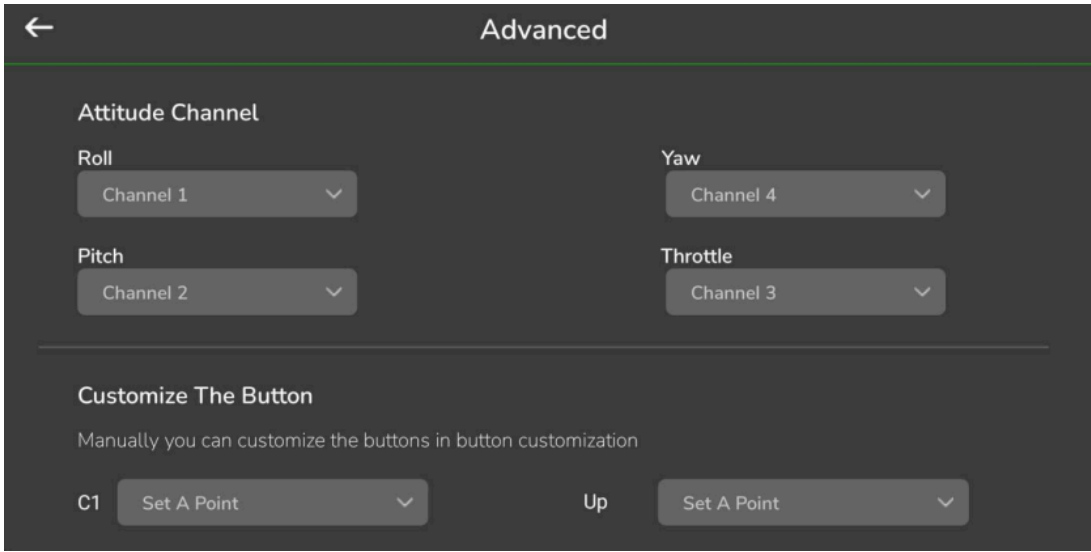 Advanced
Attitude Channel
Roll
Yaw
Channel 1
Channel 4
Pitch
Throttle
Channel 2
Channel 3
Customize The Button
Manually you can customize the buttons in button customization
C1 Set A Point
Up Set A Point